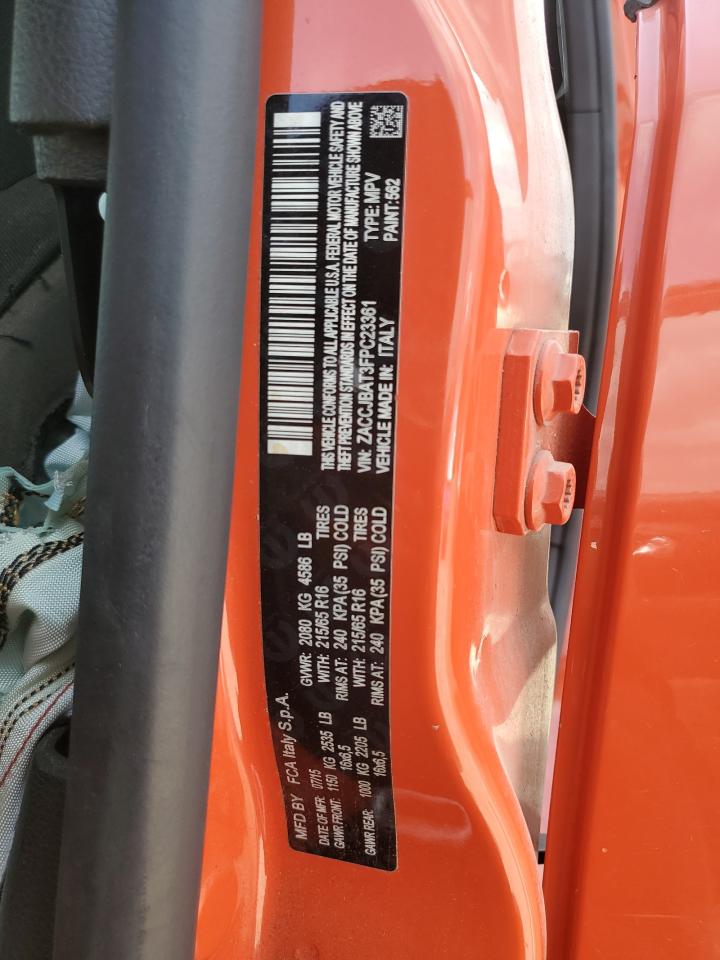 MFD BY FCA Italy S.p.A.
DATE OF MFR: 07/15 GVWR: 2080 KG 4586 LB
GAWR FRONT: 1150 KG 2535 LB WITH: 215/65 R16 TIRES
16x6,5 RIMS AT: 240 KPA(35 PSI) COLD
GAWR REAR: 1000 KG 2205 LB WITH: 215/65 R16 TIRES
16x6,5 RIMS AT: 240 KPA(35 PSI) COLD
THIS VEHICLE CONFORMS TO ALL APPLICABLE U.S.A. FEDERAL MOTOR VEHICLE SAFETY AND
THEFT PREVENTION STANDARDS IN EFFECT ON THE DATE OF MANUFACTURE SHOWN ABOVE
VIN: ZACCJBAT3FPC23361 TYPE: MPV
VEHICLE MADE IN: ITALY PAINT: 562